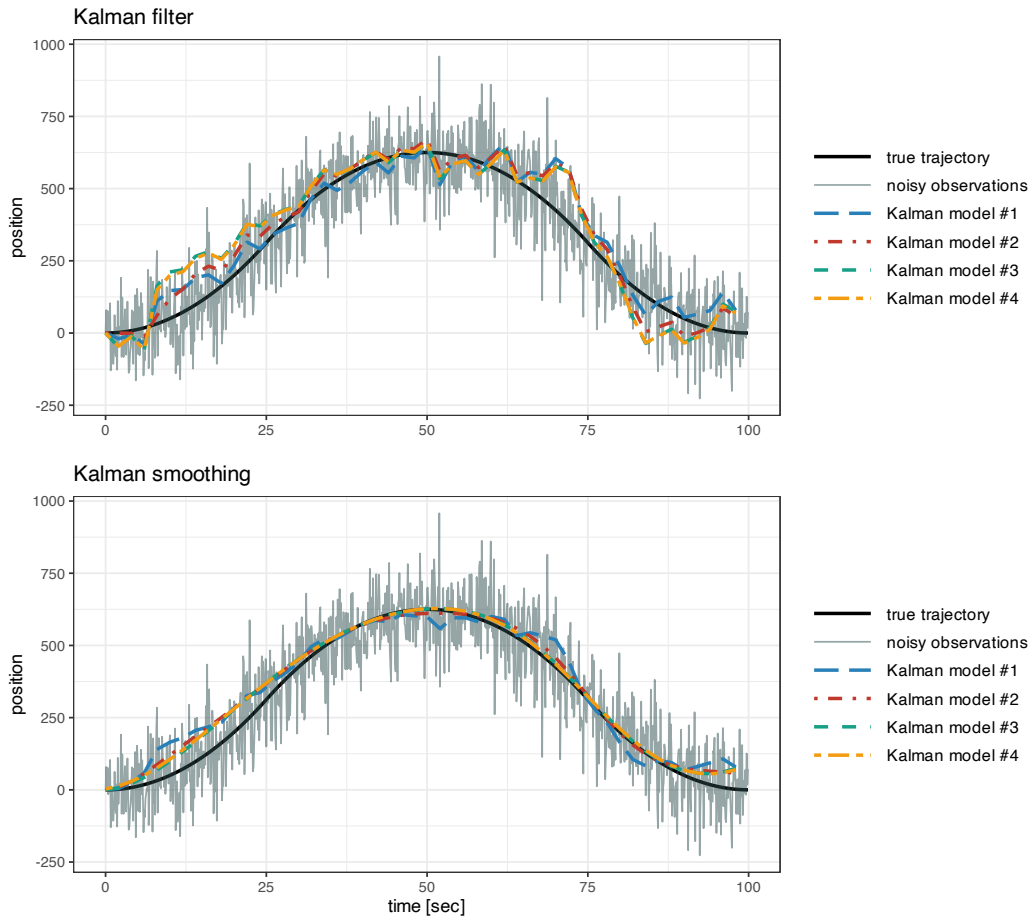 Kalman filter
1000
750
500
250
0
-250
position
0 25 50 75 100
true trajectory
noisy observations
Kalman model #1
Kalman model #2
Kalman model #3
Kalman model #4
Kalman smoothing
1000
750
500
250
0
-250
position
0 25 50 75 100
time [sec]
true trajectory
noisy observations
Kalman model #1
Kalman model #2
Kalman model #3
Kalman model #4